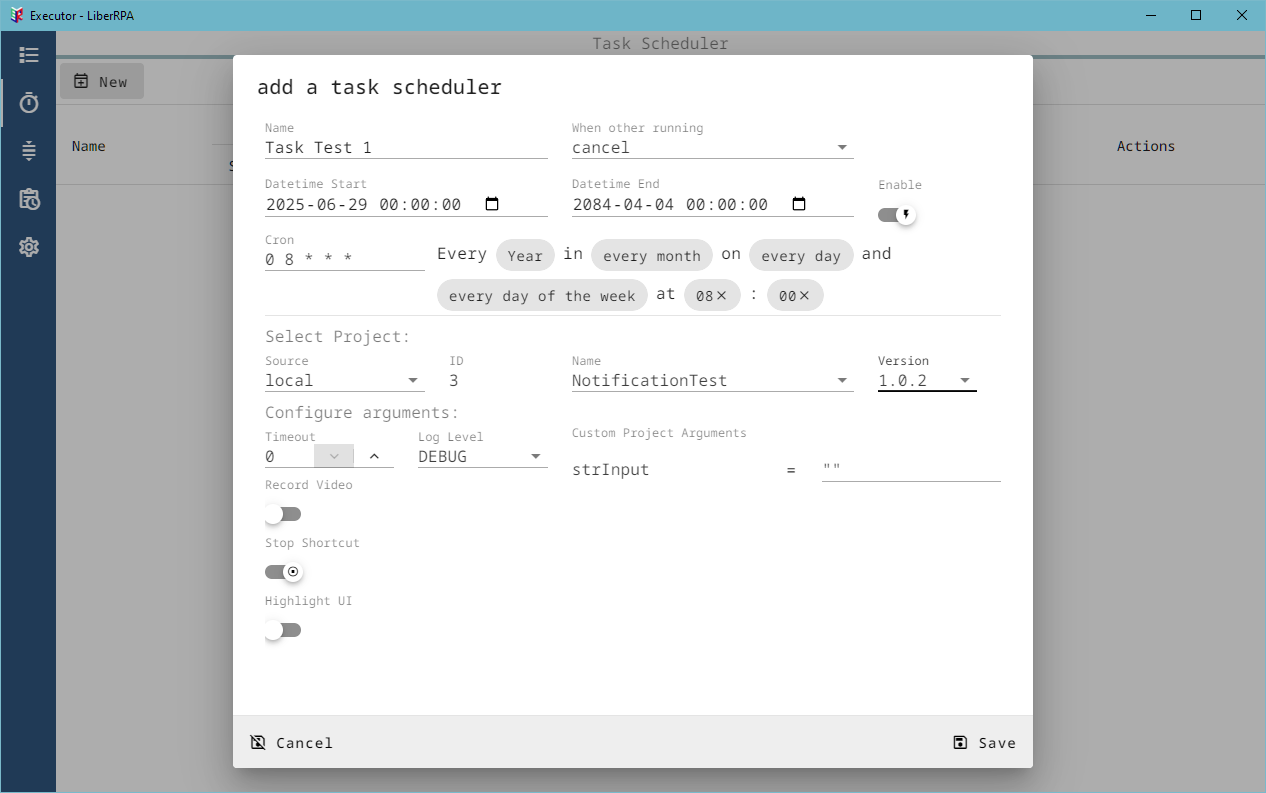 Executor - LiberRPA
Task Scheduler
New
add a task scheduler
Name
When other running
Task Test 1
cancel
Name
Actions
Datetime Start
Datetime End
Enable
2025-06-29 00:00:00
2084-04-04 00:00:00
Cron
0 8 * * *
Every Year in every month on every day and
every day of the week at 08× : 00×
Select Project:
Source
ID
Name
Version
local
3
NotificationTest
1.0.2
Configure arguments:
Timeout
Log Level
Custom Project Arguments
0
DEBUG
strInput = ""
Record Video
Stop Shortcut
Highlight UI
Cancel
Save